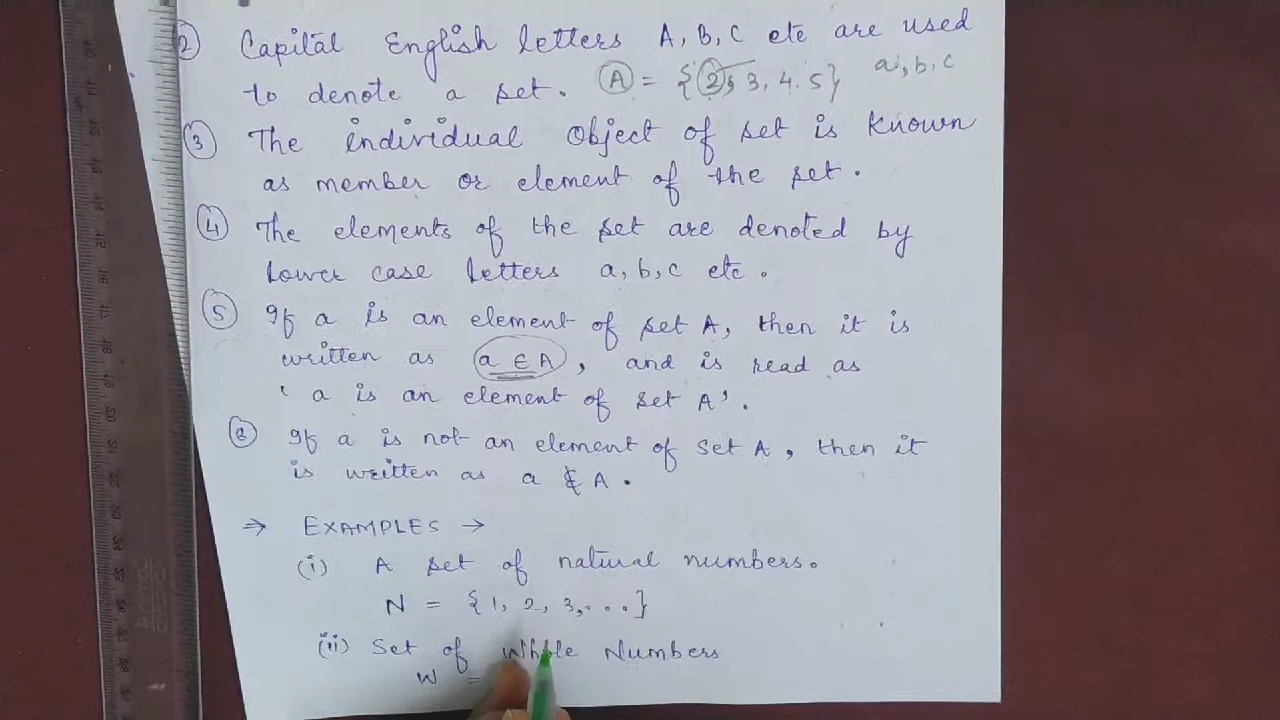 2 Capital English letters A, B, C etc are used
to denote a set. A = {2, 3, 4. 5} a, b, c
3 The individual object of set is known
as member or element of the set.
4 The elements of the set are denoted by
lower case letters a, b, c etc.
5 If a is an element of set A, then it is
written as a ∈ A, and is read as
'a is an element of set A'.
6 If a is not an element of set A, then it
is written as a ∉ A.
⇒ EXAMPLES →
(i) A set of natural numbers.
N = {1, 2, 3, ...}
(ii) Set of Whole Numbers
W =